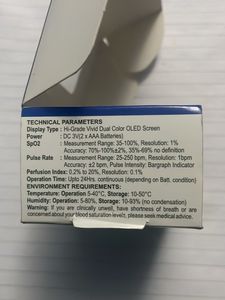 TECHNICAL PARAMETERS
Display Type : Hi-Grade Vivid Dual Color OLED Screen
Power : DC 3V(2 x AAA Batteries)
SpO2 : Measurement Range: 35-100%, Resolution: 1%
Accuracy: 70%-100%±2%, 35%-69% no definition
Pulse Rate : Measurement Range: 25-250 bpm, Resolution: 1bpm
Accuracy: ±2 bpm, Pulse Intensity: Bargraph Indicator
Perfusion Index: 0.2% to 20%, Resolution: 0.1%
Operation Time: Upto 24Hrs. continuous (depending on Batt. condition)
ENVIRONMENT REQUIREMENTS:
Temperature: Operation: 5-40°C, Storage: 10-50°C
Humidity: Operation: 5-80%, Storage: 10-93% (no condensation)
Warning: If you are clinically unwell, have shortness of breath or are
concerned about your blood saturation levels, please seek medical advice.